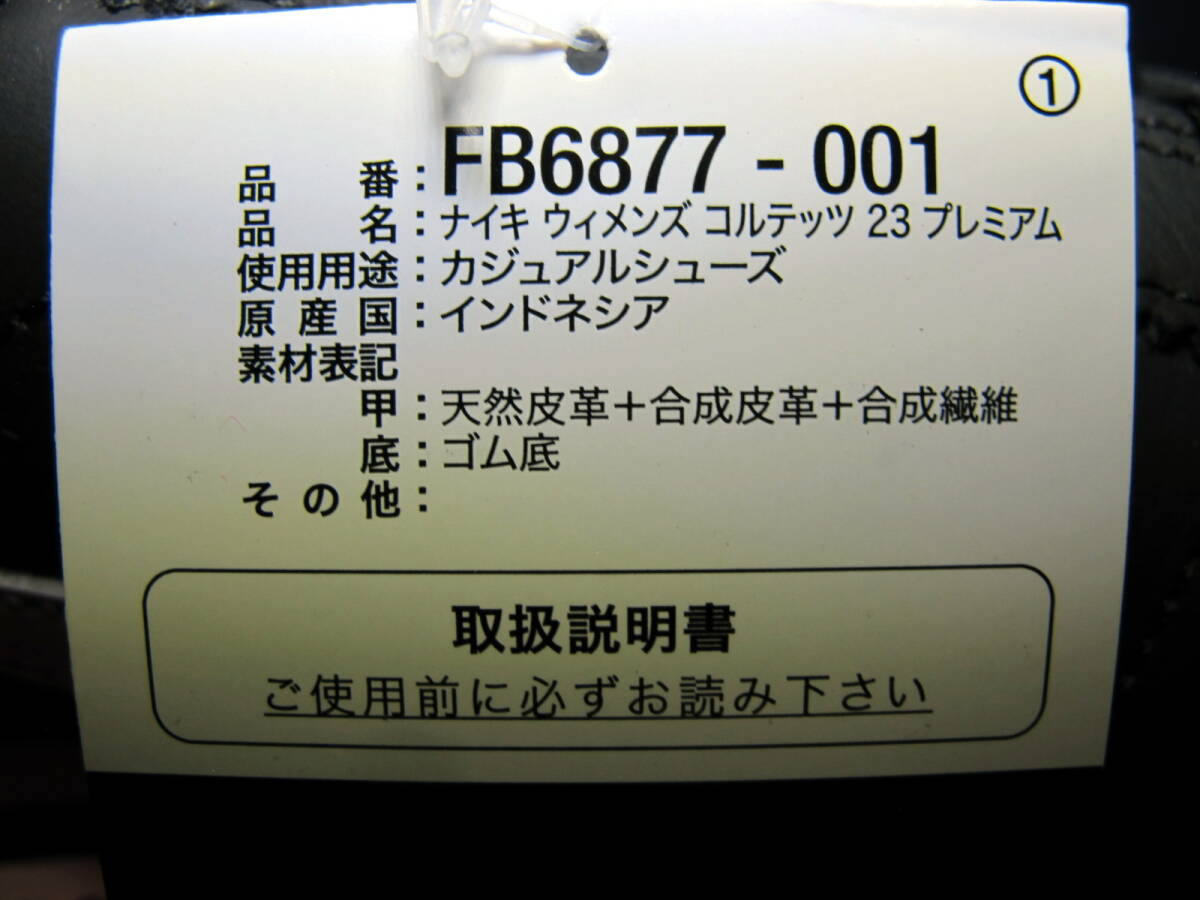 ①
品番:FB6877-001
品名:ナイキ ウィメンズ コルテッツ 23 プレミアム
使用用途:カジュアルシューズ
原産国:インドネシア
素材表記
甲:天然皮革+合成皮革+合成繊維
底:ゴム底
その他:
取扱説明書
ご使用前に必ずお読み下さい